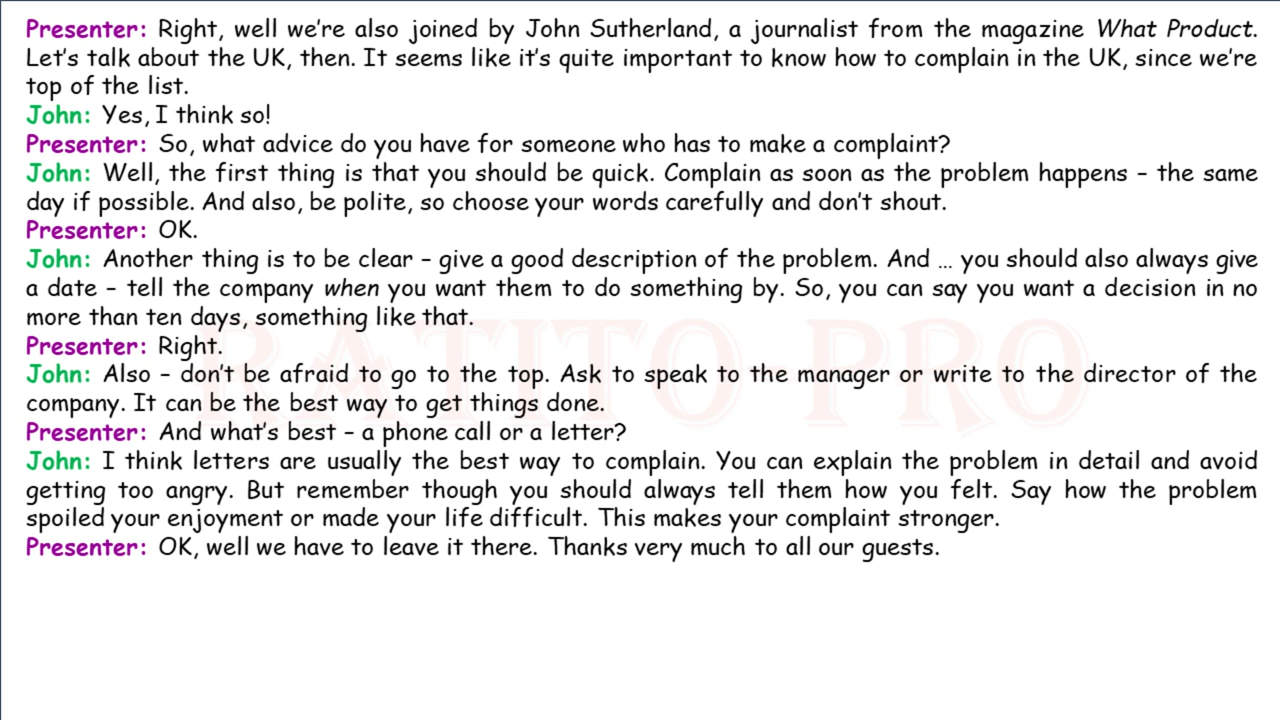 Presenter: Right, well we're also joined by John Sutherland, a journalist from the magazine What Product.
Let's talk about the UK, then. It seems like it's quite important to know how to complain in the UK, since we're
top of the list.
John: Yes, I think so!
Presenter: So, what advice do you have for someone who has to make a complaint?
John: Well, the first thing is that you should be quick. Complain as soon as the problem happens – the same
day if possible. And also, be polite, so choose your words carefully and don't shout.
Presenter: OK.
John: Another thing is to be clear – give a good description of the problem. And … you should also always give
a date – tell the company when you want them to do something by. So, you can say you want a decision in no
more than ten days, something like that.
Presenter: Right.
John: Also – don't be afraid to go to the top. Ask to speak to the manager or write to the director of the
company. It can be the best way to get things done.
Presenter: And what's best – a phone call or a letter?
John: I think letters are usually the best way to complain. You can explain the problem in detail and avoid
getting too angry. But remember though you should always tell them how you felt. Say how the problem
spoiled your enjoyment or made your life difficult. This makes your complaint stronger.
Presenter: OK, well we have to leave it there. Thanks very much to all our guests.
RATITO PRO